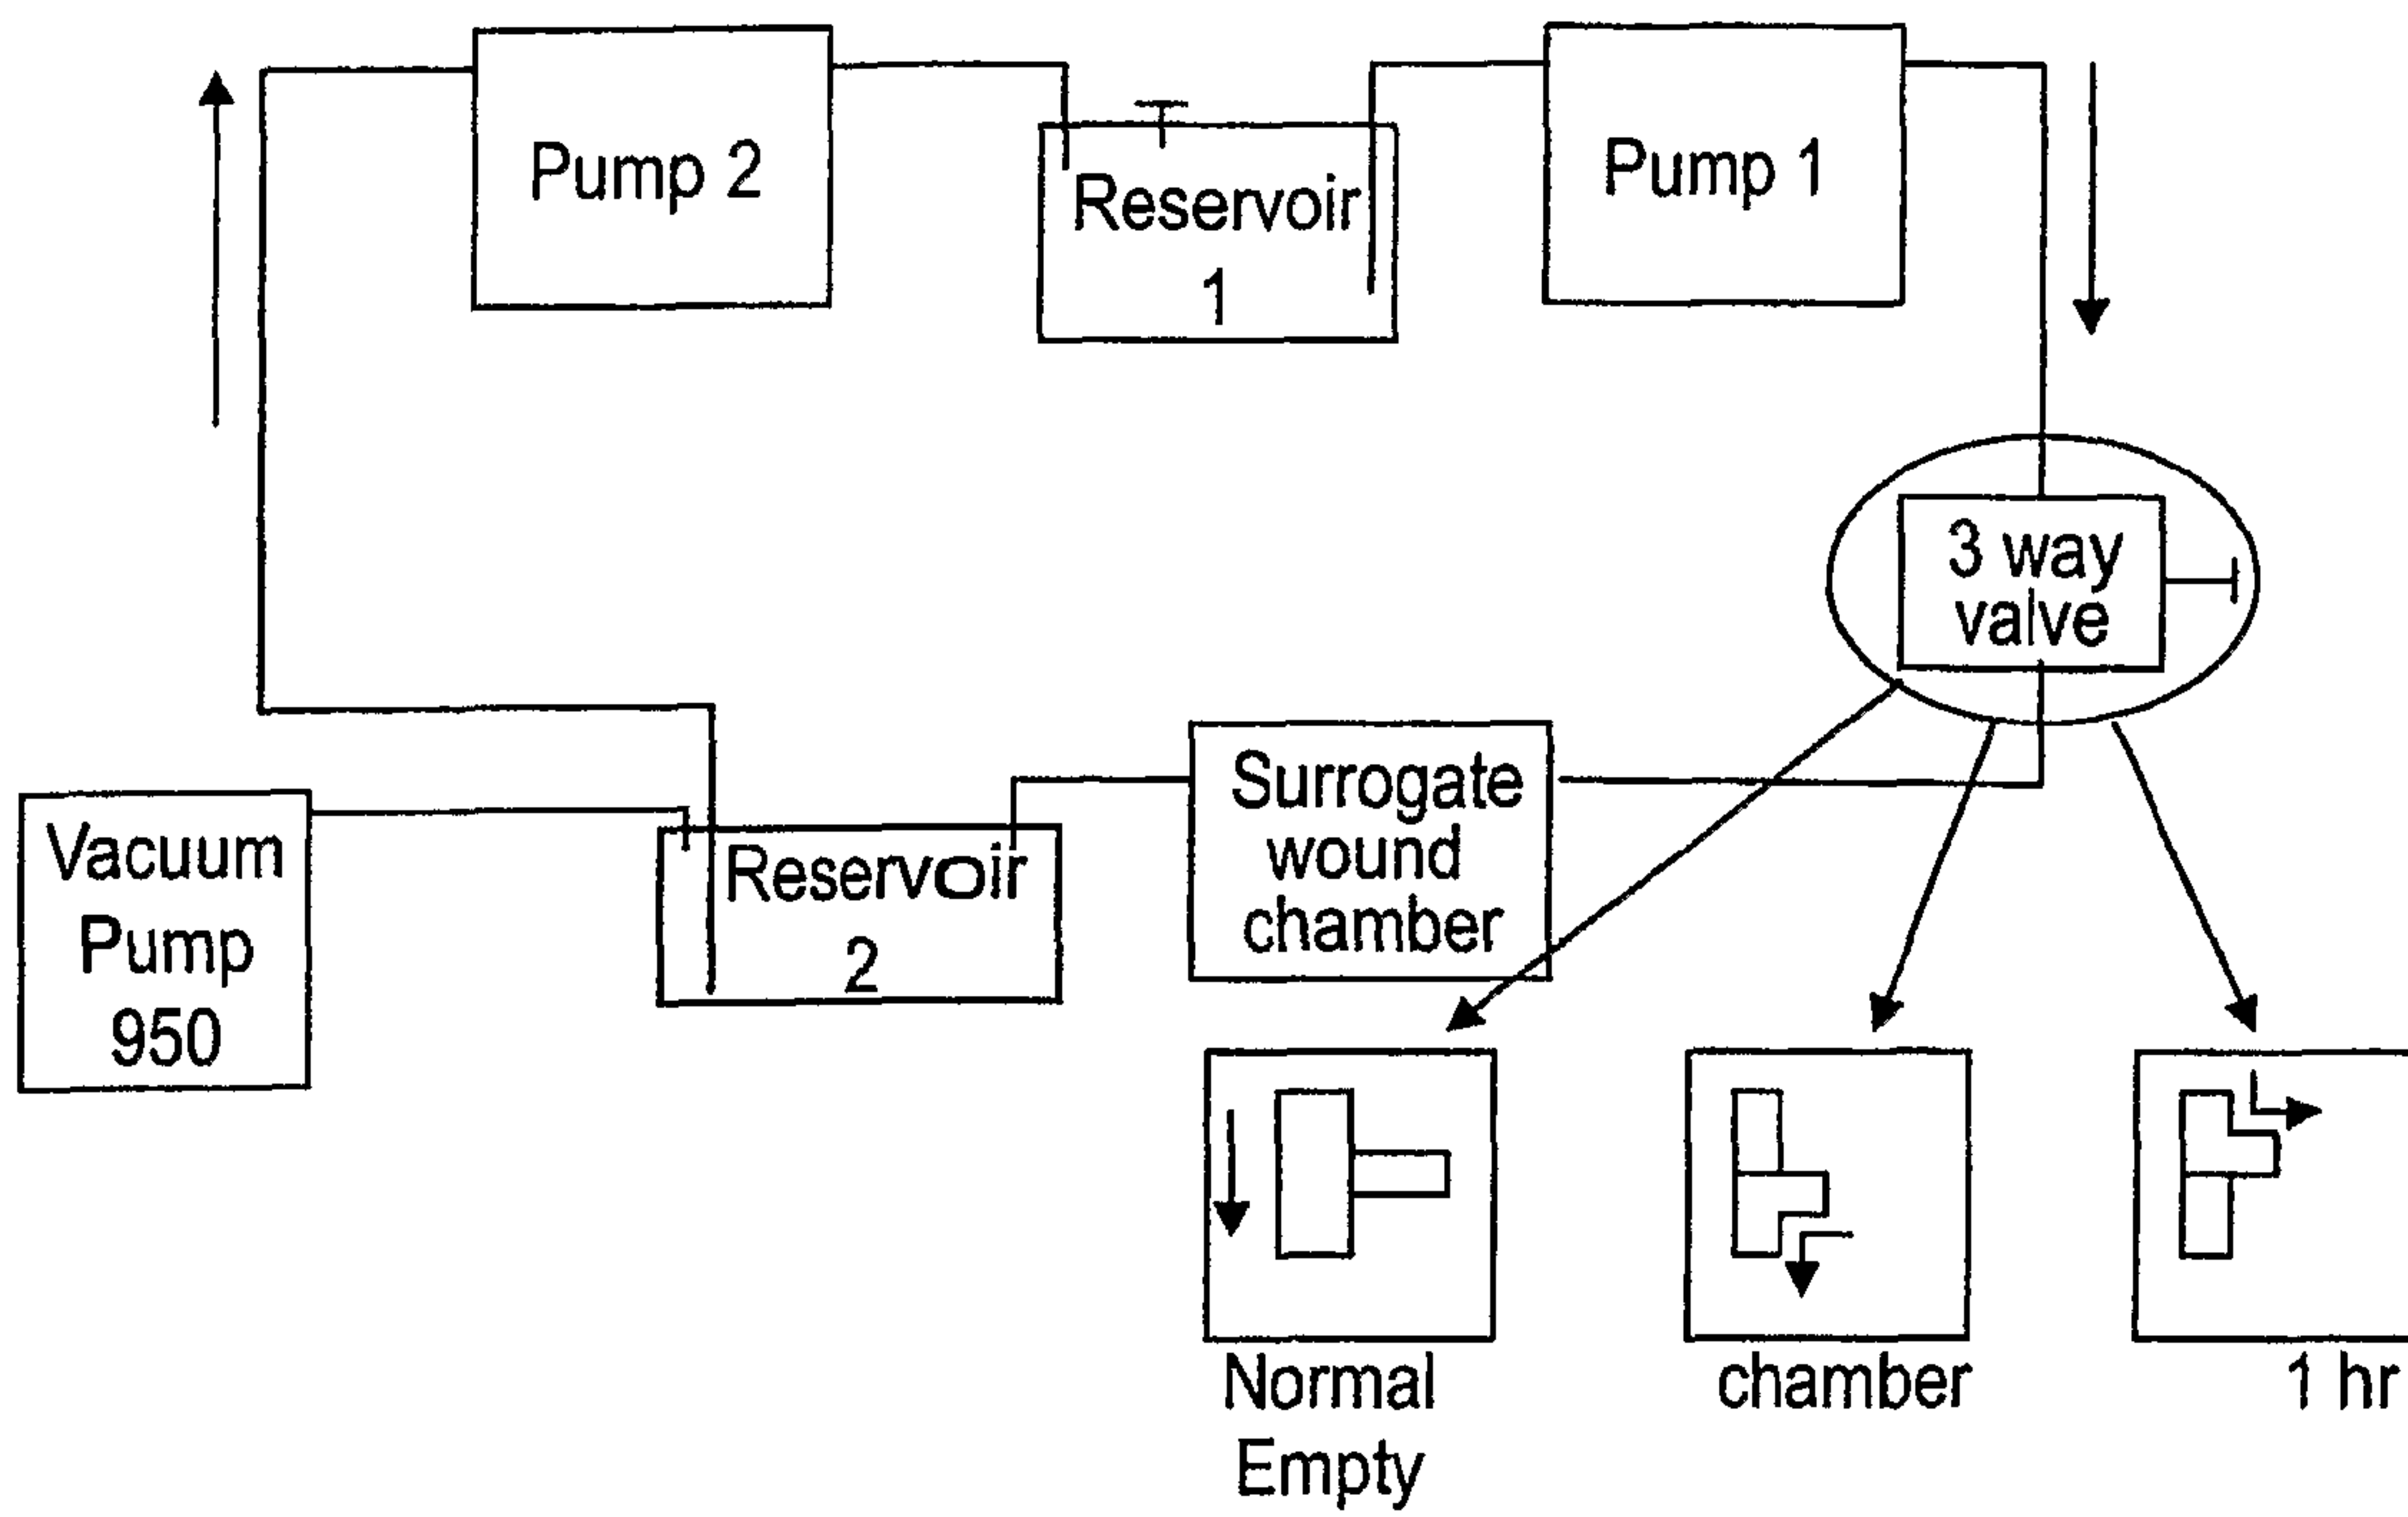 Pump 2
Reservoir
1
Pump 1
3 way
valve
Surrogate
wound
chamber
Vacuum
Pump
950
Reservoir
2
Normal
Empty
chamber
1 hr